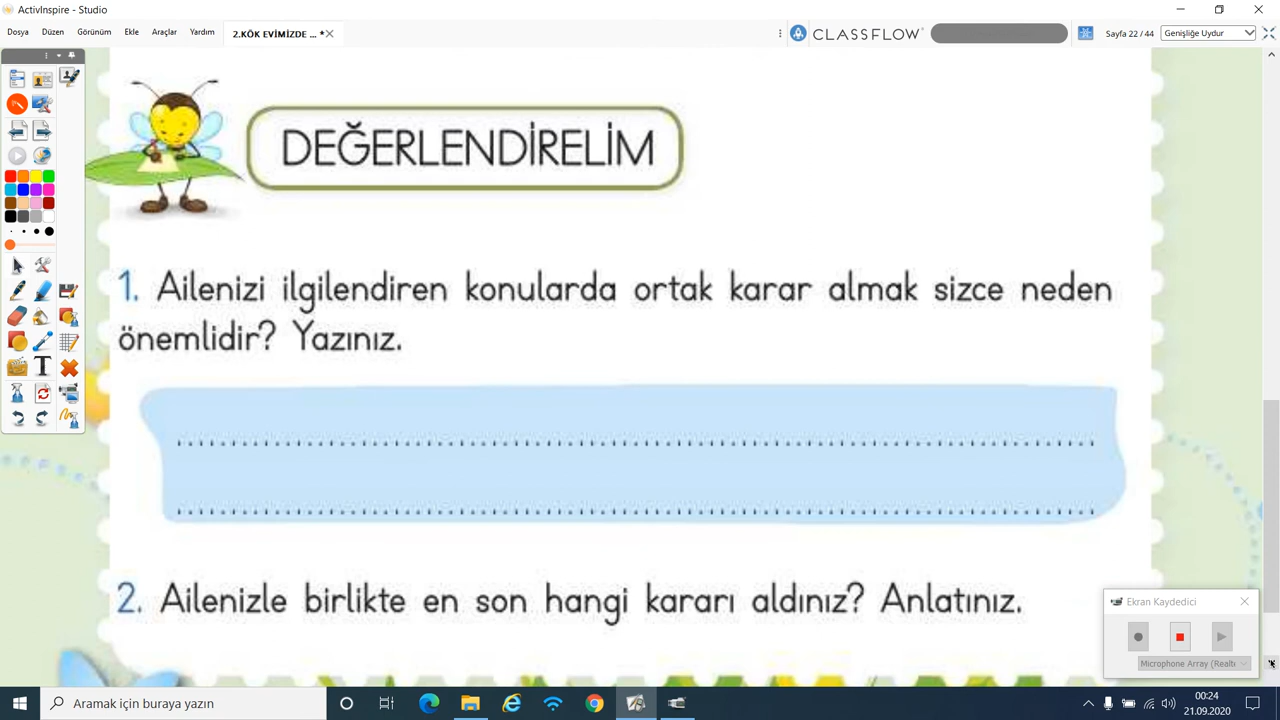 ActivInspire - Studio
Dosya Düzen Görünüm Ekle Araçlar Yardım
2.KÖK EVİMİZDE ... *
CLASSFLOW
Sayfa 22 / 44
Genişliğe Uydur
DEĞERLENDİRELİM
1. Ailenizi ilgilendiren konularda ortak karar almak sizce neden
önemlidir? Yazınız.
2. Ailenizle birlikte en son hangi kararı aldınız? Anlatınız.
Ekran Kaydedici
Microphone Array (Realt
Aramak için buraya yazın
00:24
21.09.2020